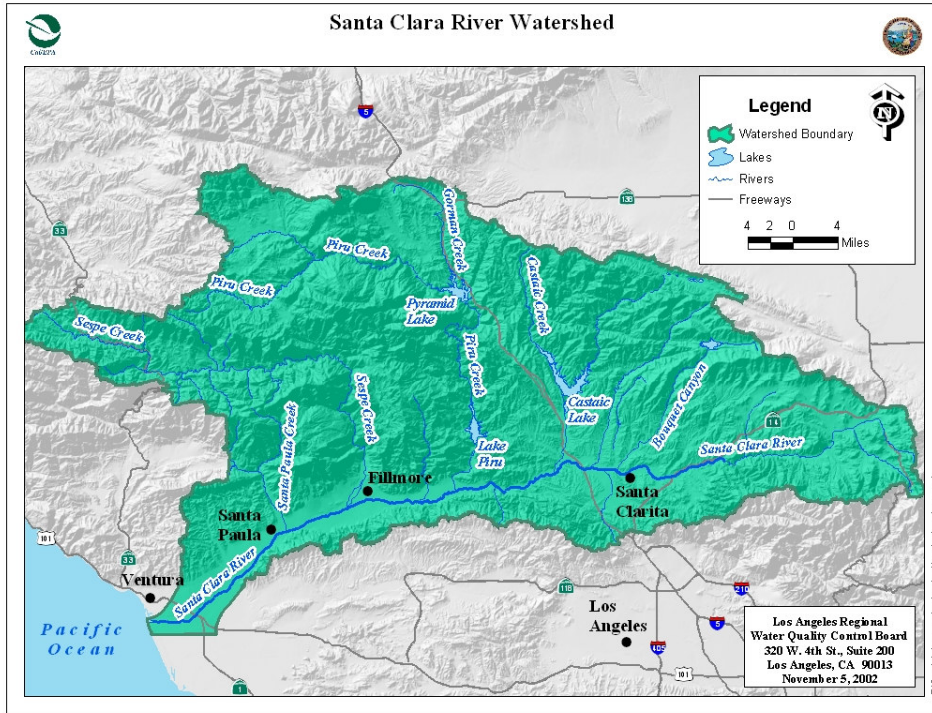 Santa Clara River Watershed
Cal/EPA
5
Legend
N
Watershed Boundary
Lakes
Rivers
Freeways
4 2 0 4
Miles
138
33
Gorman Creek
Piru Creek
Piru Creek
Castaic Creek
Pyramid
Lake
Sespe Creek
Piru Creek
Sespe Creek
Castaic
Lake
Bouquet Canyon
14
Santa Paula Creek
Lake
Piru
Santa Clara River
Fillmore
Santa
Clarita
Santa
Paula
101
33
Ventura
Santa Clara River
118
210
Los
Angeles
5
405
101
1
Pacific
Ocean
Los Angeles Regional
Water Quality Control Board
320 W. 4th St., Suite 200
Los Angeles, CA 90013
November 5, 2002